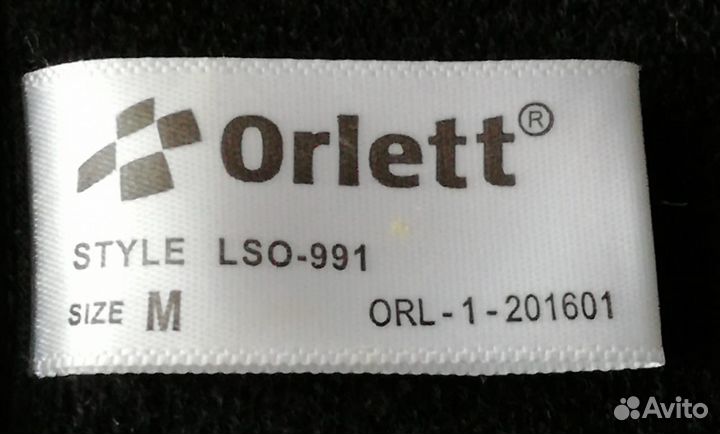 Orlett®
STYLE LSO-991
SIZE M ORL-1-201601
Avito